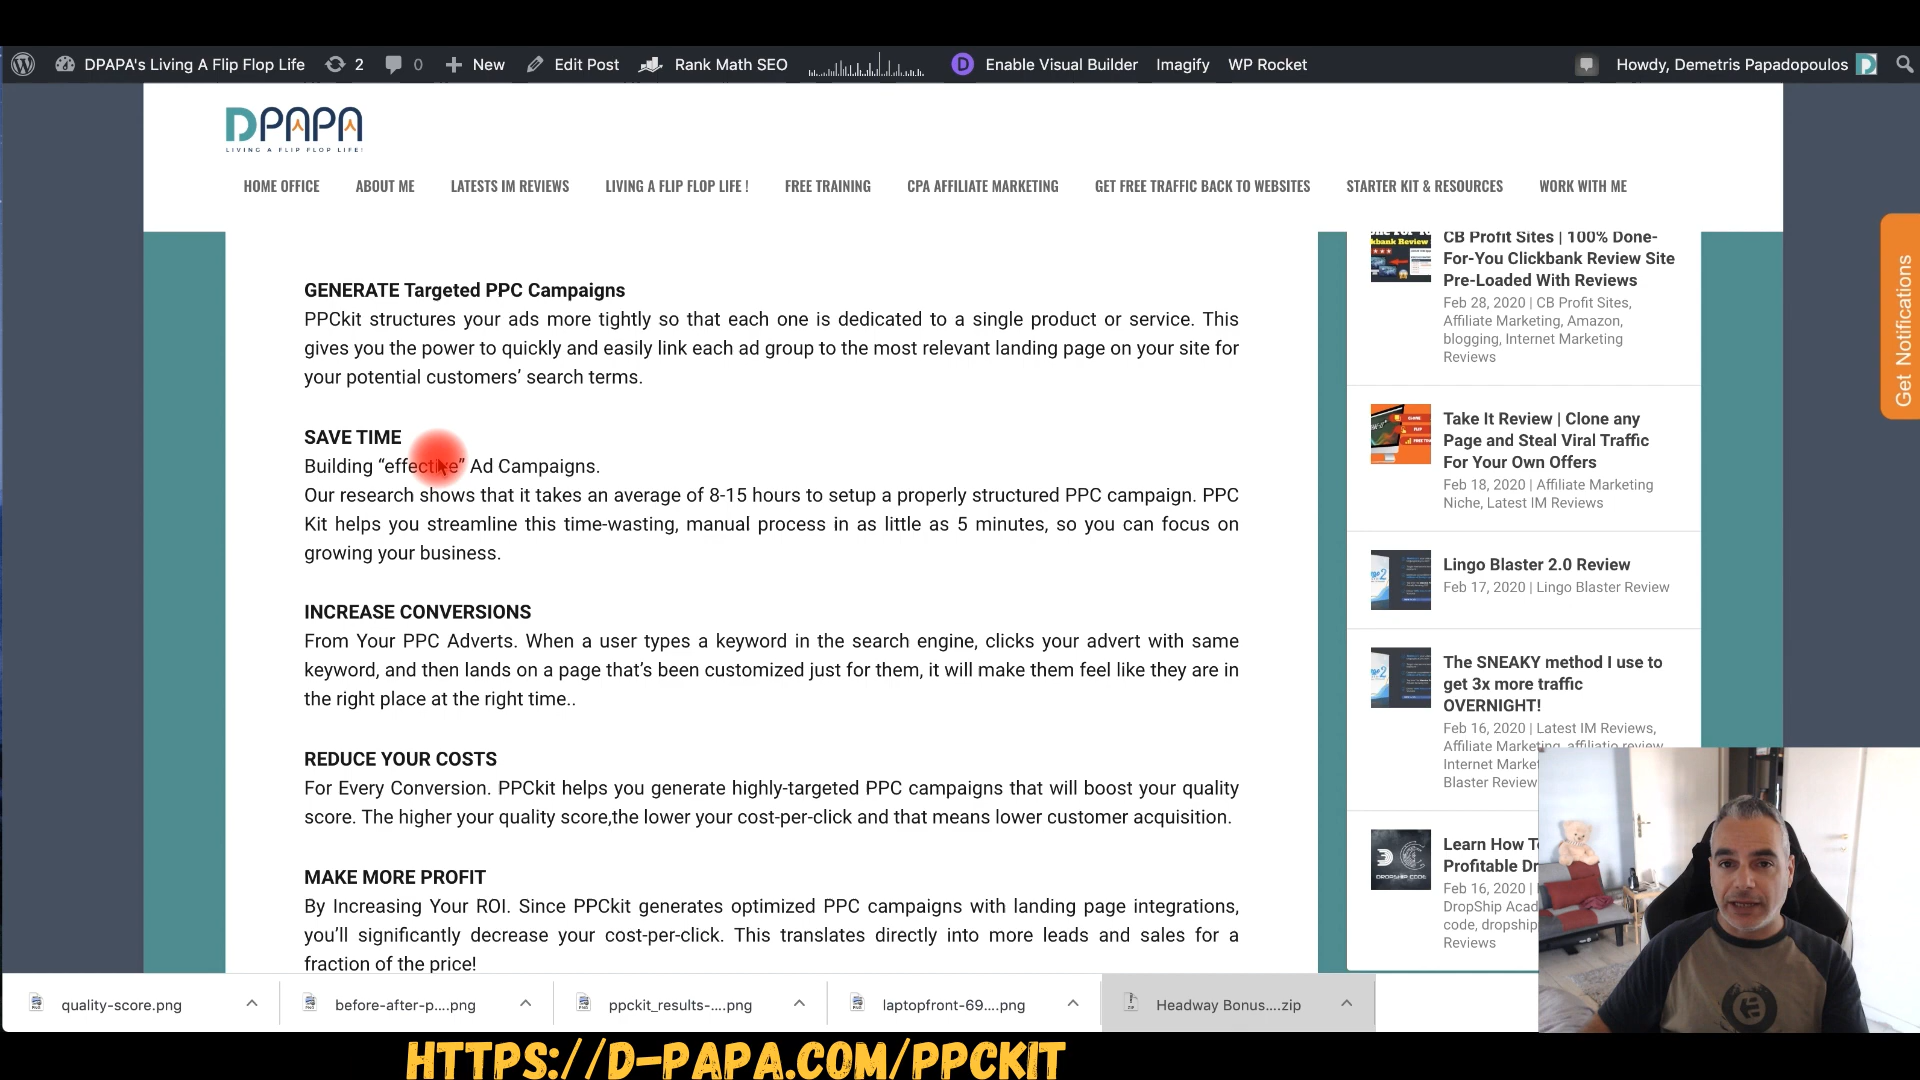 DPAPA's Living A Flip Flop Life
2
0
New
Edit Post
Rank Math SEO
Enable Visual Builder
Imagify
WP Rocket
Howdy, Demetris Papadopoulos
DPAPA
LIVING A FLIP FLOP LIFE!
HOME OFFICE
ABOUT ME
LATESTS IM REVIEWS
LIVING A FLIP FLOP LIFE !
FREE TRAINING
CPA AFFILIATE MARKETING
GET FREE TRAFFIC BACK TO WEBSITES
STARTER KIT & RESOURCES
WORK WITH ME
GENERATE Targeted PPC Campaigns
PPCkit structures your ads more tightly so that each one is dedicated to a single product or service. This
gives you the power to quickly and easily link each ad group to the most relevant landing page on your site for
your potential customers’ search terms.
SAVE TIME
Building “effective” Ad Campaigns.
Our research shows that it takes an average of 8-15 hours to setup a properly structured PPC campaign. PPC
Kit helps you streamline this time-wasting, manual process in as little as 5 minutes, so you can focus on
growing your business.
INCREASE CONVERSIONS
From Your PPC Adverts. When a user types a keyword in the search engine, clicks your advert with same
keyword, and then lands on a page that’s been customized just for them, it will make them feel like they are in
the right place at the right time..
REDUCE YOUR COSTS
For Every Conversion. PPCkit helps you generate highly-targeted PPC campaigns that will boost your quality
score. The higher your quality score,the lower your cost-per-click and that means lower customer acquisition.
MAKE MORE PROFIT
By Increasing Your ROI. Since PPCkit generates optimized PPC campaigns with landing page integrations,
you’ll significantly decrease your cost-per-click. This translates directly into more leads and sales for a
fraction of the price!
CB Profit Sites | 100% Done-
For-You Clickbank Review Site
Pre-Loaded With Reviews
Feb 28, 2020 | CB Profit Sites,
Affiliate Marketing, Amazon,
blogging, Internet Marketing
Reviews
Take It Review | Clone any
Page and Steal Viral Traffic
For Your Own Offers
Feb 18, 2020 | Affiliate Marketing
Niche, Latest IM Reviews
Lingo Blaster 2.0 Review
Feb 17, 2020 | Lingo Blaster Review
The SNEAKY method I use to
get 3x more traffic
OVERNIGHT!
Feb 16, 2020 | Latest IM Reviews,
Affiliate Marketing, affiliatio review,
Internet Market
Blaster Review
DROPSHIP CODE
Learn How T
Profitable Dr
Feb 16, 2020 |
DropShip Acad
code, dropship
Reviews
Get Notifications
quality-score.png
before-after-p....png
ppckit_results-....png
laptopfront-69....png
Headway Bonus....zip
HTTPS://D-PAPA.COM/PPCKIT